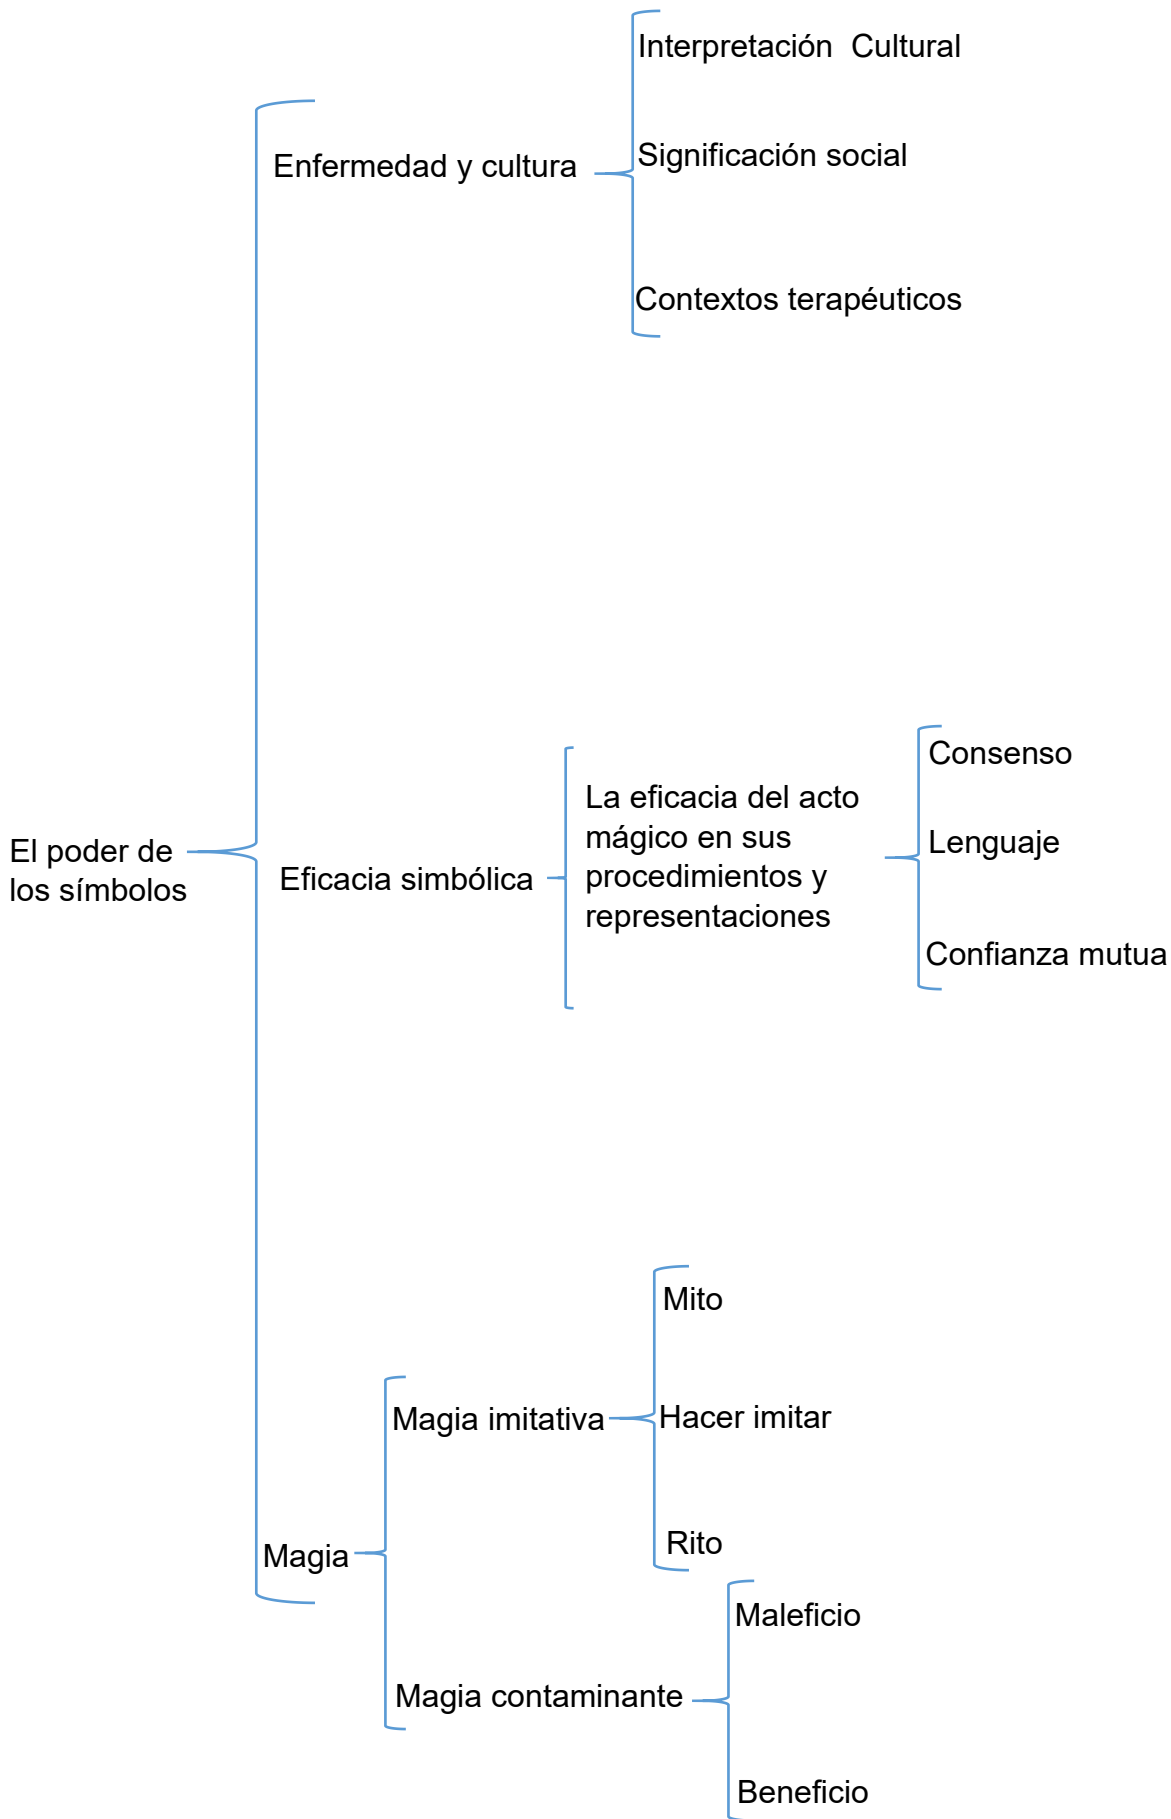 Interpretación  Cultural
Enfermedad y cultura
Significación social
Contextos terapéuticos
El poder de
los símbolos
Eficacia simbólica
La eficacia del acto
mágico en sus
procedimientos y
representaciones
Consenso
Lenguaje
Confianza mutua
Magia
Magia imitativa
Mito
Hacer imitar
Rito
Magia contaminante
Maleficio
Beneficio